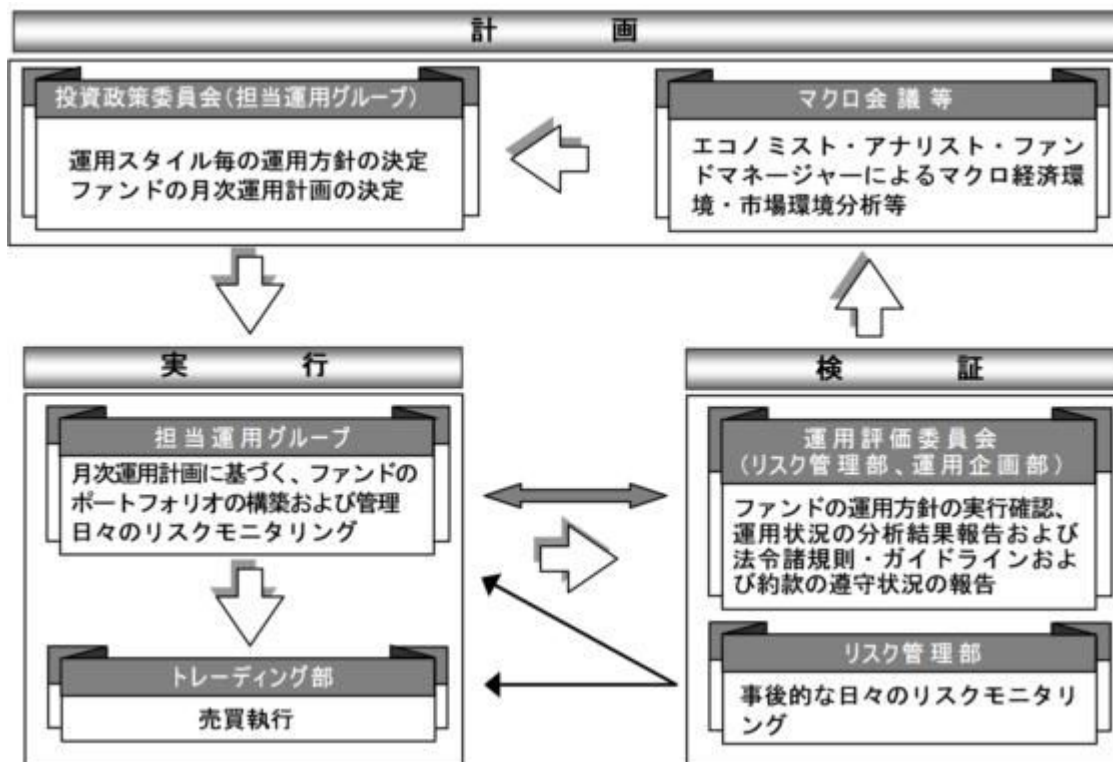 計画
投資政策委員会(担当運用グループ)
運用スタイル毎の運用方針の決定
ファンドの月次運用計画の決定
マクロ会議等
エコノミスト・アナリスト・ファン
ドマネージャーによるマクロ経済環
境・市場環境分析等
実行
担当運用グループ
月次運用計画に基づく、ファンドの
ポートフォリオの構築および管理
日々のリスクモニタリング
トレーディング部
売買執行
検証
運用評価委員会
(リスク管理部、運用企画部)
ファンドの運用方針の実行確認、
運用状況の分析結果報告および
法令諸規則・ガイドラインおよ
び約款の遵守状況の報告
リスク管理部
事後的な日々のリスクモニタリ
ング